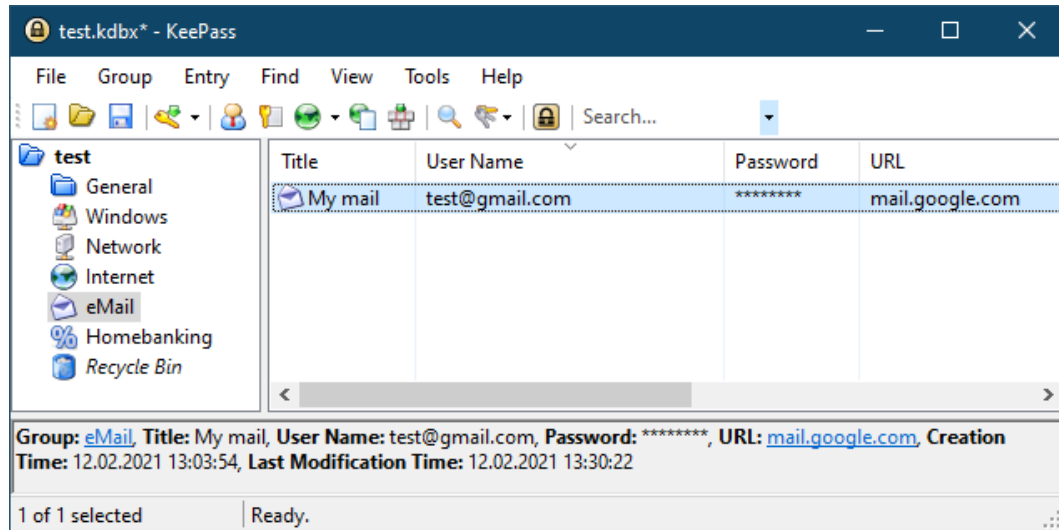 test.kdbx* - KeePass
File Group Entry Find View Tools Help
Search...
test
General
Windows
Network
Internet
eMail
Homebanking
Recycle Bin
Title User Name Password URL
My mail test@gmail.com ******** mail.google.com
Group: eMail, Title: My mail, User Name: test@gmail.com, Password: ********, URL: mail.google.com, Creation
Time: 12.02.2021 13:03:54, Last Modification Time: 12.02.2021 13:30:22
1 of 1 selected Ready.